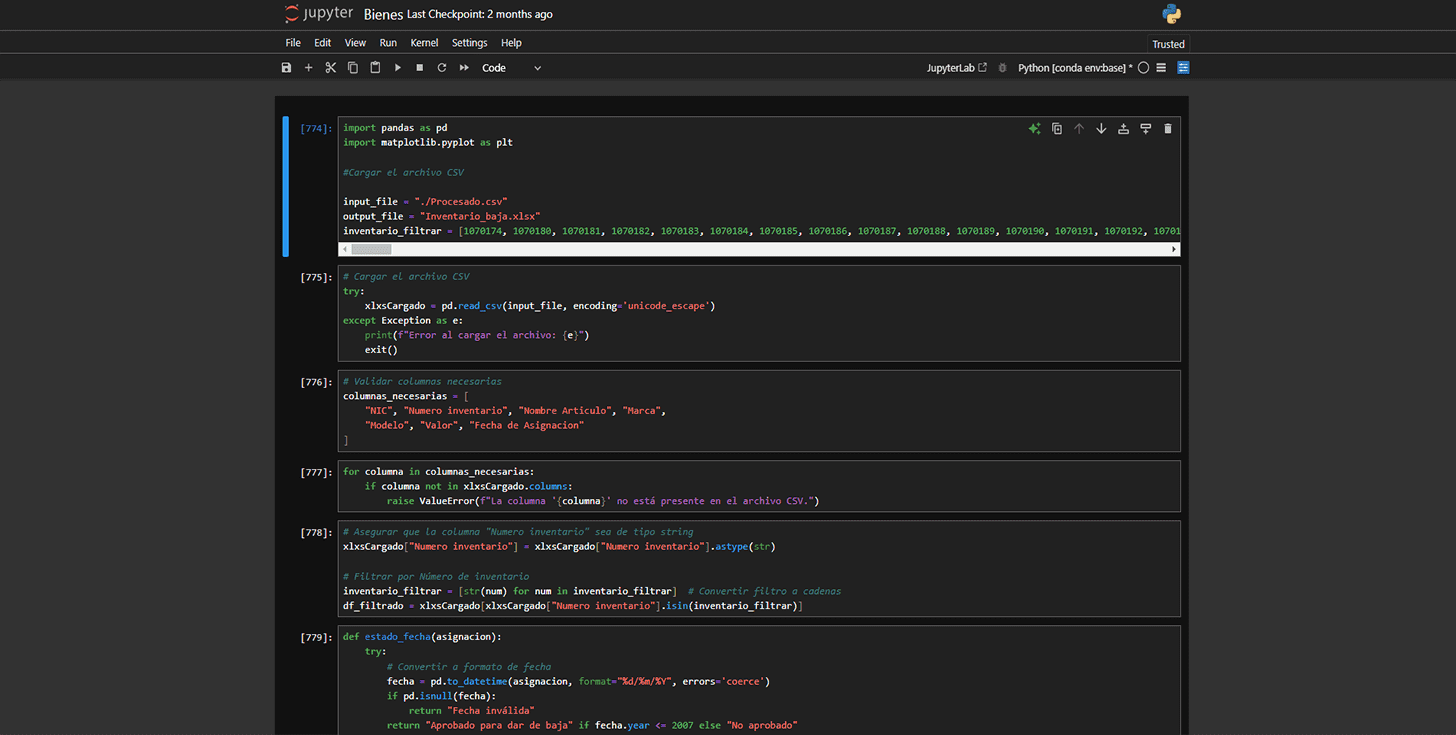 jupyter Bienes Last Checkpoint: 2 months ago
File Edit View Run Kernel Settings Help
Trusted
Code
JupyterLab Python [conda env:base] *
[774]:
import pandas as pd
import matplotlib.pyplot as plt
#Cargar el archivo CSV
input_file = "./Procesado.csv"
output_file = "Inventario_baja.xlsx"
inventario_filtrar = [1070174, 1070180, 1070181, 1070182, 1070183, 1070184, 1070185, 1070186, 1070187, 1070188, 1070189, 1070190, 1070191, 1070192, 10701
[775]:
# Cargar el archivo CSV
try:
    xlxsCargado = pd.read_csv(input_file, encoding='unicode_escape')
except Exception as e:
    print(f"Error al cargar el archivo: {e}")
    exit()
[776]:
# Validar columnas necesarias
columnas_necesarias = [
    "NIC", "Numero inventario", "Nombre Articulo", "Marca",
    "Modelo", "Valor", "Fecha de Asignacion"
]
[777]:
for columna in columnas_necesarias:
    if columna not in xlxsCargado.columns:
        raise ValueError(f"La columna '{columna}' no está presente en el archivo CSV.")
[778]:
# Asegurar que la columna "Numero inventario" sea de tipo string
xlxsCargado["Numero inventario"] = xlxsCargado["Numero inventario"].astype(str)
# Filtrar por Número de inventario
inventario_filtrar = [str(num) for num in inventario_filtrar]  # Convertir filtro a cadenas
df_filtrado = xlxsCargado[xlxsCargado["Numero inventario"].isin(inventario_filtrar)]
[779]:
def estado_fecha(asignacion):
    try:
        # Convertir a formato de fecha
        fecha = pd.to_datetime(asignacion, format="%d/%m/%Y", errors='coerce')
        if pd.isnull(fecha):
            return "Fecha inválida"
        return "Aprobado para dar de baja" if fecha.year <= 2007 else "No aprobado"